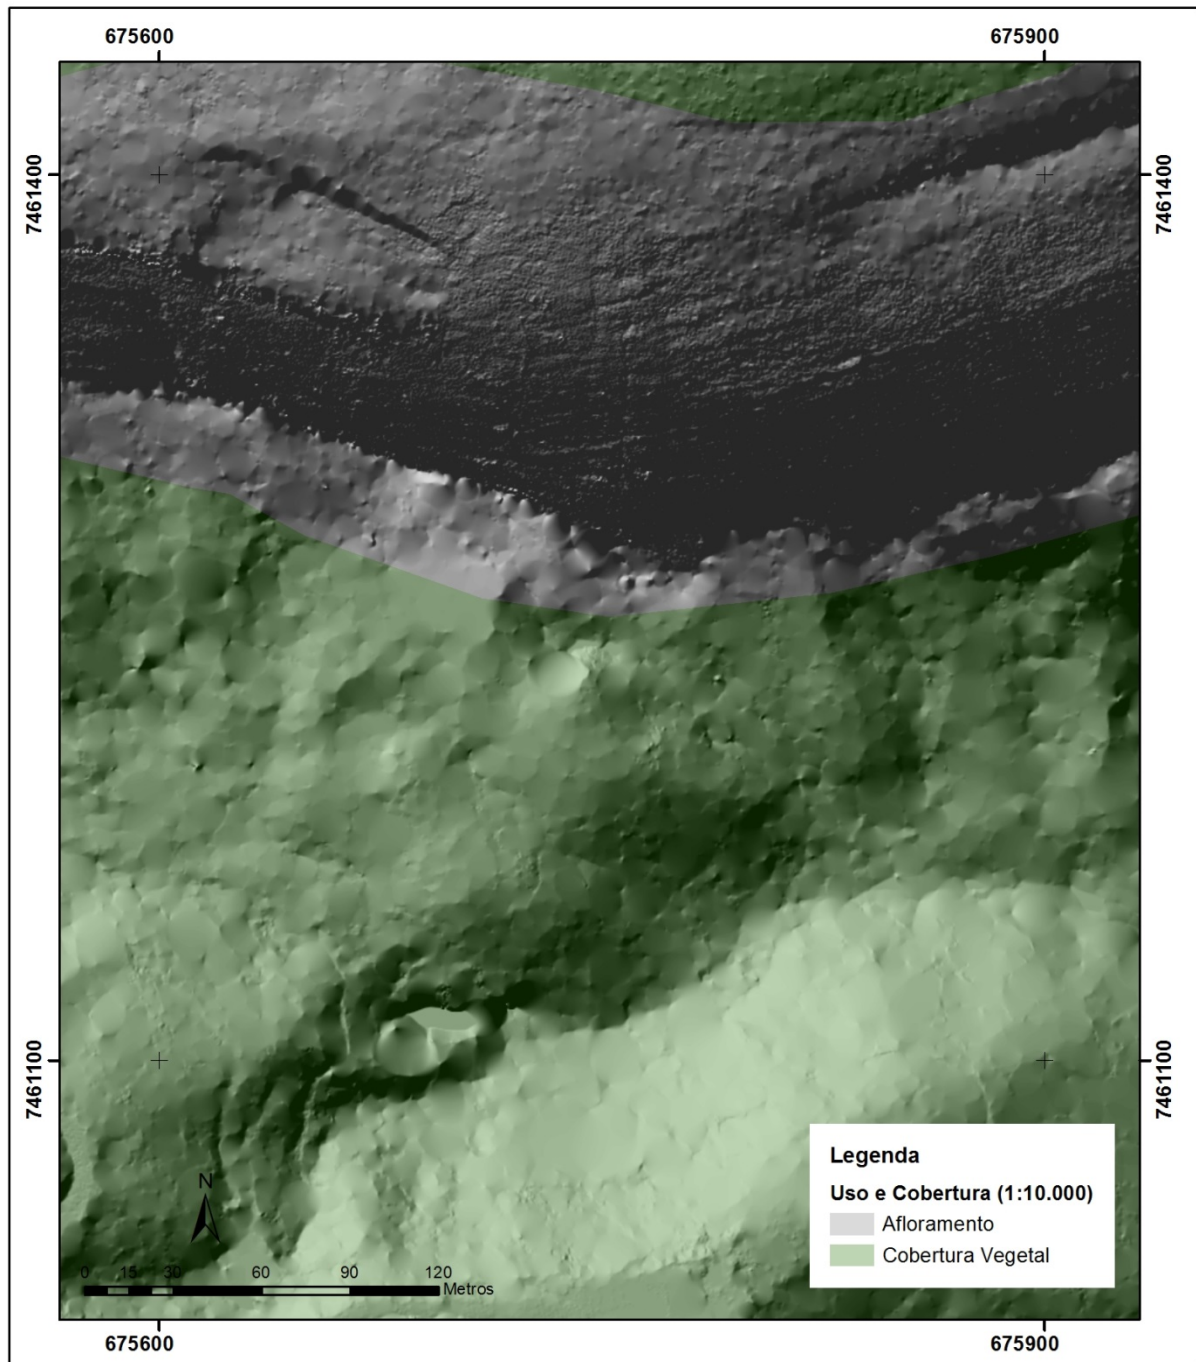 675600 675900
7461400 7461400
7461100 7461100
Legenda
Uso e Cobertura (1:10.000)
Afloramento
Cobertura Vegetal
N
0 15 30 60 90 120
Metros
675600 675900